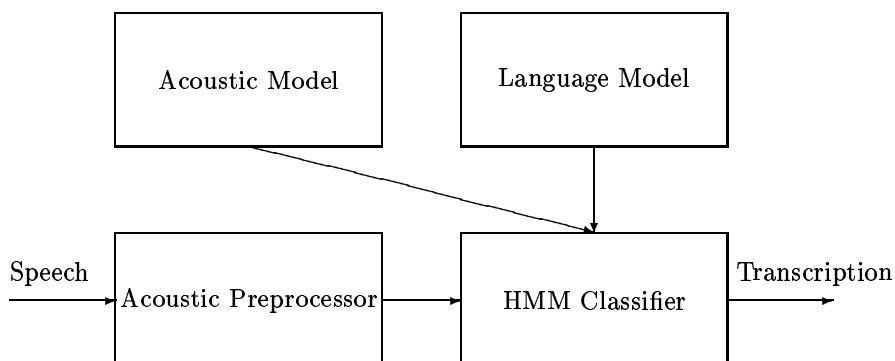 Acoustic Model
Language Model
Speech
Acoustic Preprocessor
HMM Classifier
Transcription